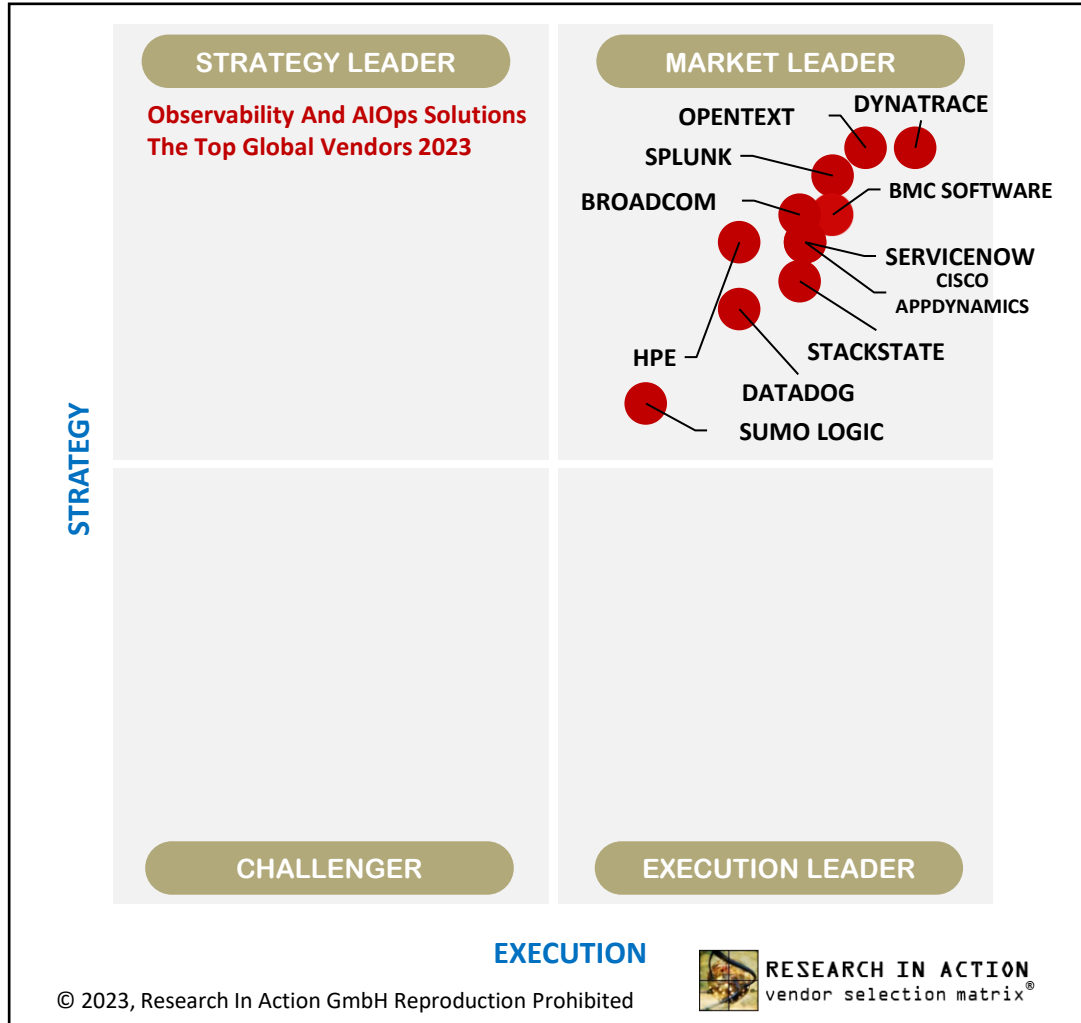 STRATEGY LEADER
MARKET LEADER
Observability And AIOps Solutions
The Top Global Vendors 2023
DYNATRACE
OPENTEXT
SPLUNK
BMC SOFTWARE
BROADCOM
SERVICENOW
CISCO
APPDYNAMICS
STACKSTATE
HPE
DATADOG
SUMO LOGIC
STRATEGY
CHALLENGER
EXECUTION LEADER
EXECUTION
RESEARCH IN ACTION
vendor selection matrix®
© 2023, Research In Action GmbH Reproduction Prohibited